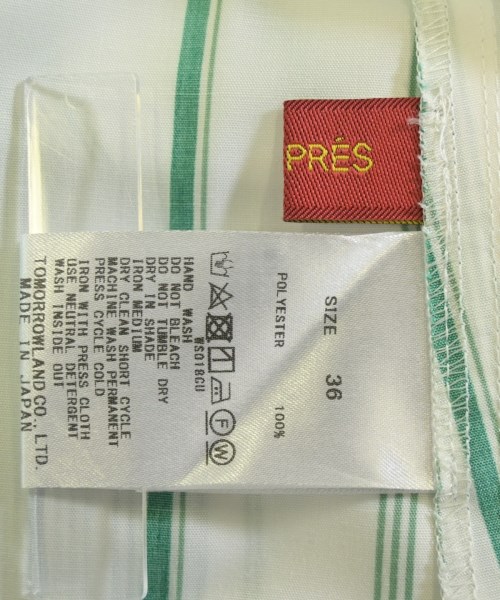 PRÉS
SIZE 36
POLYESTER 100%
WS018GU
HAND WASH
DO NOT BLEACH
DO NOT TUMBLE DRY
DRY IN SHADE
IRON MEDIUM
DRY CLEAN SHORT CYCLE
MACHINE WASH PERMANENT
PRESS CYCLE COLD
IRON WITH PRESS CLOTH
USE NEUTRAL DETERGENT
WASH INSIDE OUT
TOMORROWLAND CO., LTD.
MADE IN JAPAN